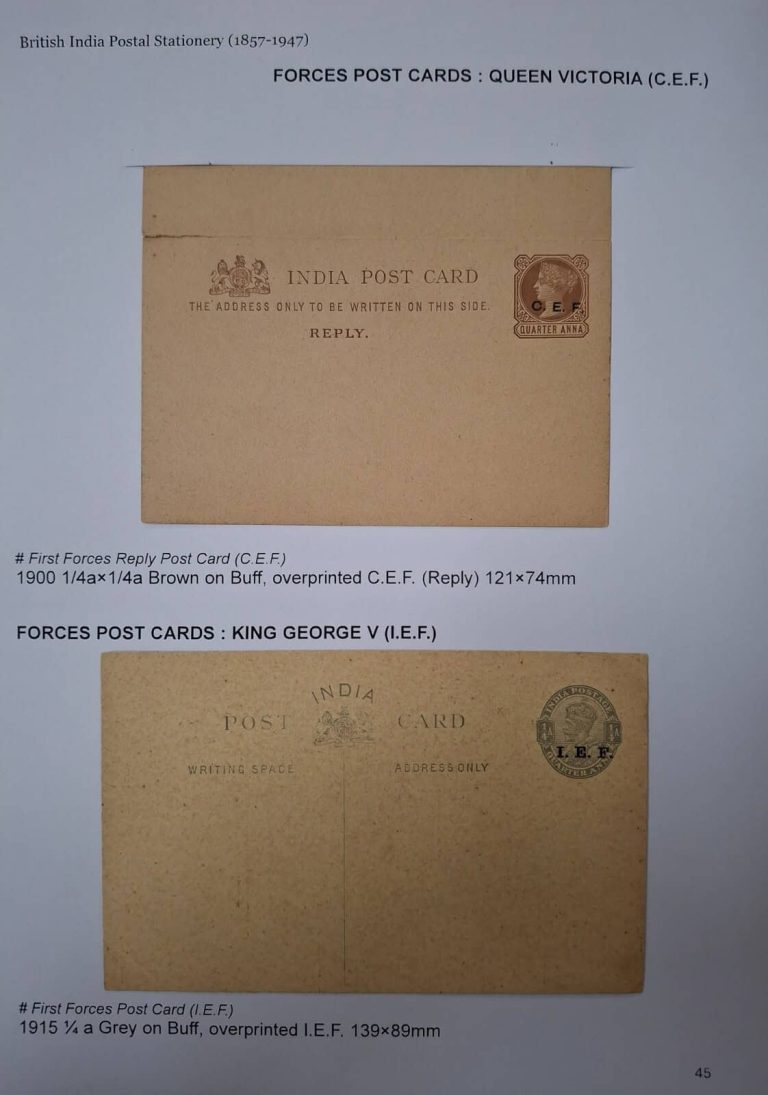 British India Postal Stationery (1857-1947)
FORCES POST CARDS : QUEEN VICTORIA (C.E.F.)
INDIA POST CARD
THE ADDRESS ONLY TO BE WRITTEN ON THIS SIDE.
REPLY.
C. E. F.
QUARTER ANNA
# First Forces Reply Post Card (C.E.F.)
1900 1/4a×1/4a Brown on Buff, overprinted C.E.F. (Reply) 121×74mm
FORCES POST CARDS : KING GEORGE V (I.E.F.)
INDIA
POST CARD
WRITING SPACE ADDRESS ONLY
INDIA POSTAGE
I. E. F.
QUARTER ANNA
# First Forces Post Card (I.E.F.)
1915 ¼ a Grey on Buff, overprinted I.E.F. 139×89mm
45